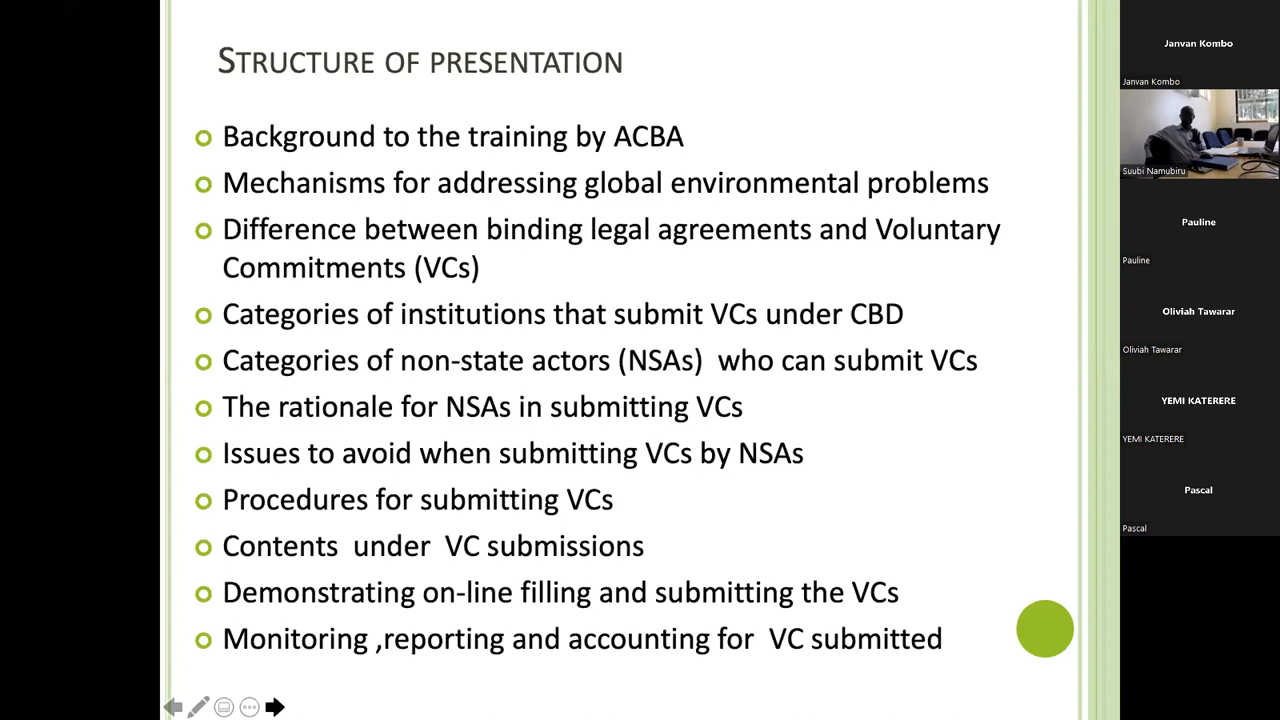 STRUCTURE OF PRESENTATION
Background to the training by ACBA
Mechanisms for addressing global environmental problems
Difference between binding legal agreements and Voluntary
Commitments (VCs)
Categories of institutions that submit VCs under CBD
Categories of non-state actors (NSAs)  who can submit VCs
The rationale for NSAs in submitting VCs
Issues to avoid when submitting VCs by NSAs
Procedures for submitting VCs
Contents  under  VC submissions
Demonstrating on-line filling and submitting the VCs
Monitoring ,reporting and accounting for  VC submitted
Janvan Kombo
Janvan Kombo
Suubi Namubiru
Pauline
Pauline
Oliviah Tawarar
Oliviah Tawarar
YEMI KATERERE
YEMI KATERERE
Pascal
Pascal